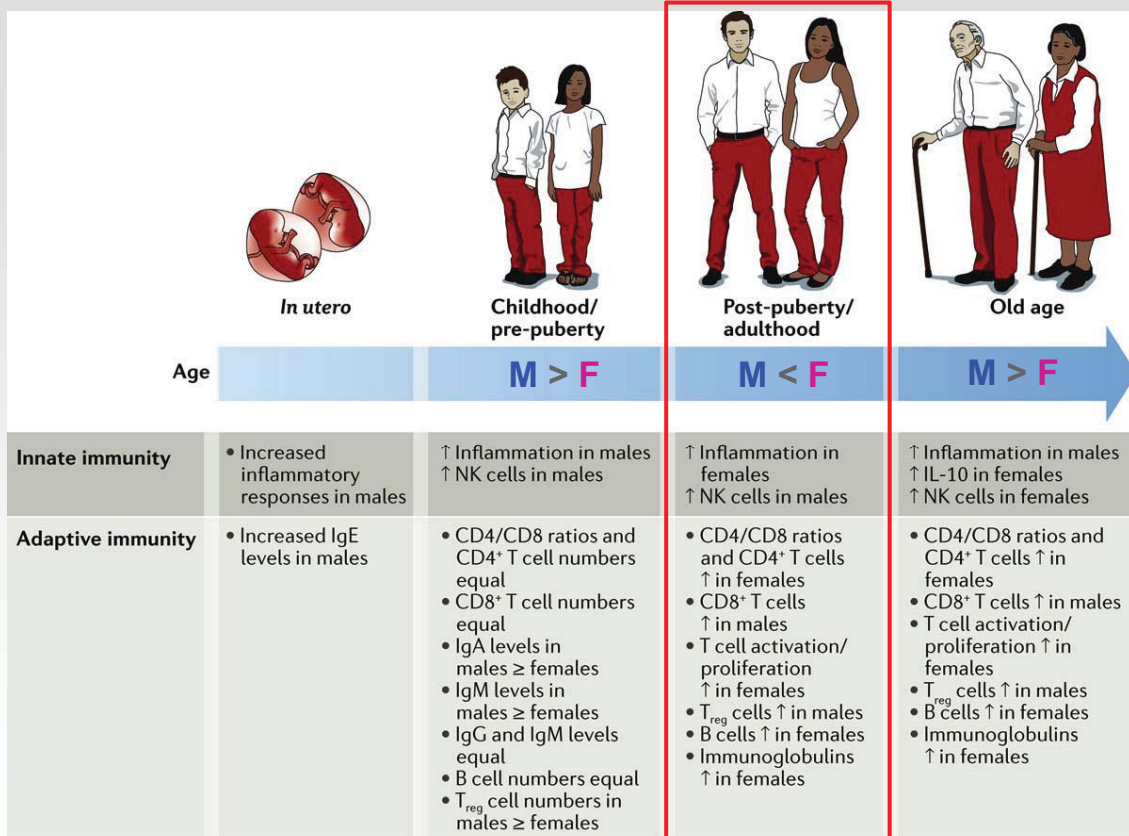 In utero
Childhood/
pre-puberty
Post-puberty/
adulthood
Old age
Age
M > F
M < F
M > F
Innate immunity
• Increased
inflammatory
responses in males
↑ Inflammation in males
↑ NK cells in males
↑ Inflammation in
females
↑ NK cells in males
↑ Inflammation in males
↑ IL-10 in females
↑ NK cells in females
Adaptive immunity
• Increased IgE
levels in males
• CD4/CD8 ratios and
CD4⁺ T cell numbers
equal
• CD8⁺ T cell numbers
equal
• IgA levels in
males ≥ females
• IgM levels in
males ≥ females
• IgG and IgM levels
equal
• B cell numbers equal
• Treg cell numbers in
males ≥ females
• CD4/CD8 ratios
and CD4⁺ T cells
↑ in females
• CD8⁺ T cells
↑ in males
• T cell activation/
proliferation
↑ in females
• Treg cells ↑ in males
• B cells ↑ in females
• Immunoglobulins
↑ in females
• CD4/CD8 ratios and
CD4⁺ T cells ↑ in
females
• CD8⁺ T cells ↑ in males
• T cell activation/
proliferation ↑ in
females
• Treg cells ↑ in males
• B cells ↑ in females
• Immunoglobulins
↑ in females